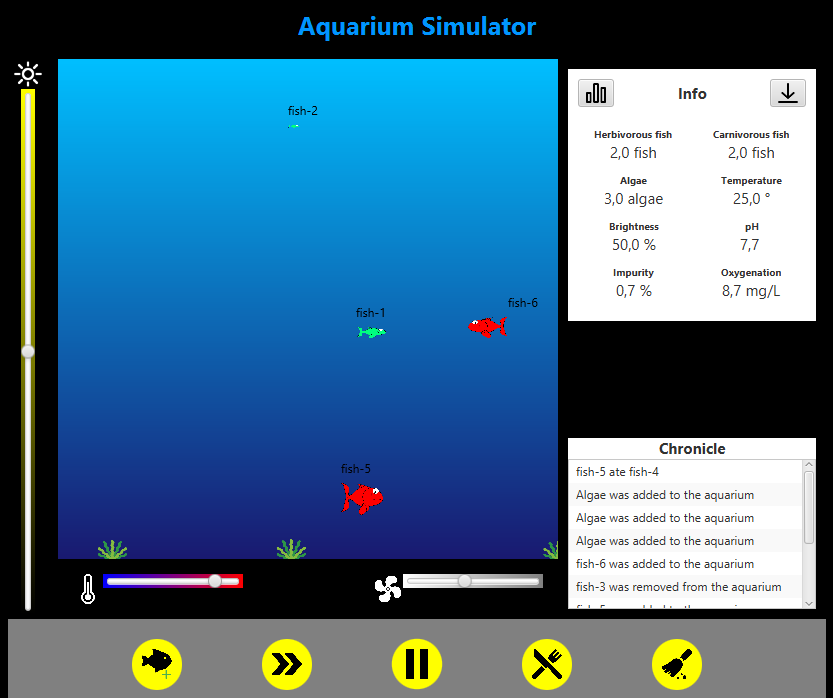 Aquarium Simulator
fish-2
fish-1
fish-6
fish-5
Info
Herbivorous fish
Carnivorous fish
2,0 fish
2,0 fish
Algae
Temperature
3,0 algae
25,0 °
Brightness
pH
50,0 %
7,7
Impurity
Oxygenation
0,7 %
8,7 mg/L
Chronicle
fish-5 ate fish-4
Algae was added to the aquarium
Algae was added to the aquarium
Algae was added to the aquarium
fish-6 was added to the aquarium
fish-3 was removed from the aquarium